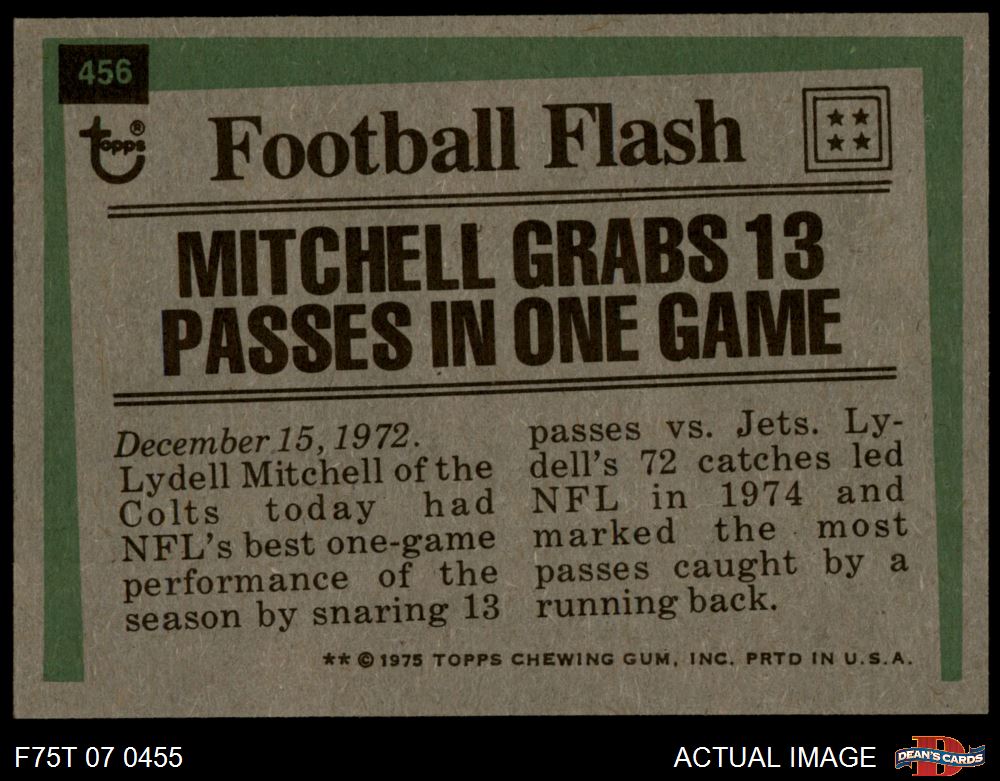 456
topps®
Football Flash
MITCHELL GRABS 13
PASSES IN ONE GAME
December 15, 1972.
Lydell Mitchell of the
Colts today had
NFL's best one-game
performance of the
season by snaring 13
passes vs. Jets. Ly-
dell's 72 catches led
NFL in 1974 and
marked the most
passes caught by a
running back.
** © 1975 TOPPS CHEWING GUM, INC. PRTD IN U.S.A.
F75T 07 0455
ACTUAL IMAGE
D
DEAN'S CARDS